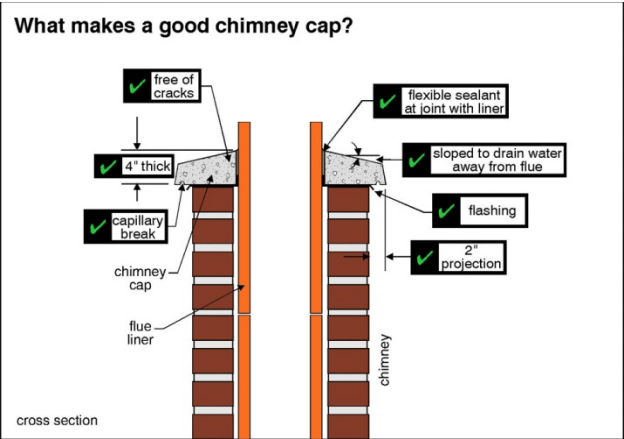 What makes a good chimney cap?
free of
cracks
flexible sealant
at joint with liner
4" thick
sloped to drain water
away from flue
capillary
break
flashing
2"
projection
chimney
cap
flue
liner
chimney
cross section